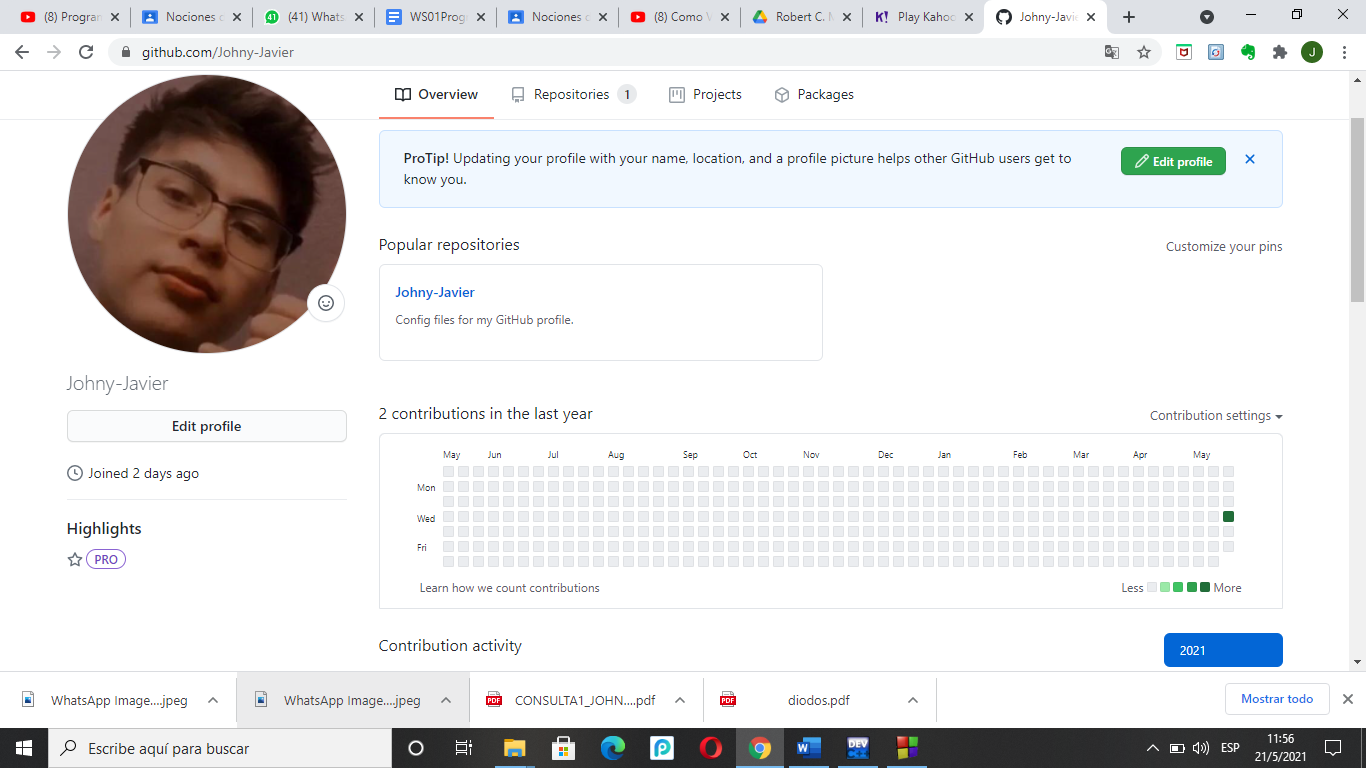 (8) Progran
Nociones c
(41) Whats
WS01Prog
Nociones c
(8) Como V
Robert C. M
Play Kahoo
Johny-Javi
github.com/Johny-Javier
J
Overview
Repositories 1
Projects
Packages
ProTip! Updating your profile with your name, location, and a profile picture helps other GitHub users get to
know you.
Edit profile
Popular repositories
Customize your pins
Johny-Javier
Config files for my GitHub profile.
Johny-Javier
Edit profile
Joined 2 days ago
Highlights
PRO
2 contributions in the last year
Contribution settings
May Jun Jul Aug Sep Oct Nov Dec Jan Feb Mar Apr May
Mon
Wed
Fri
Learn how we count contributions
Less More
Contribution activity
2021
WhatsApp Image....jpeg
WhatsApp Image....jpeg
PDF CONSULTA1_JOHN....pdf
PDF diodos.pdf
Mostrar todo
Escribe aquí para buscar
DEV
ESP
11:56
21/5/2021